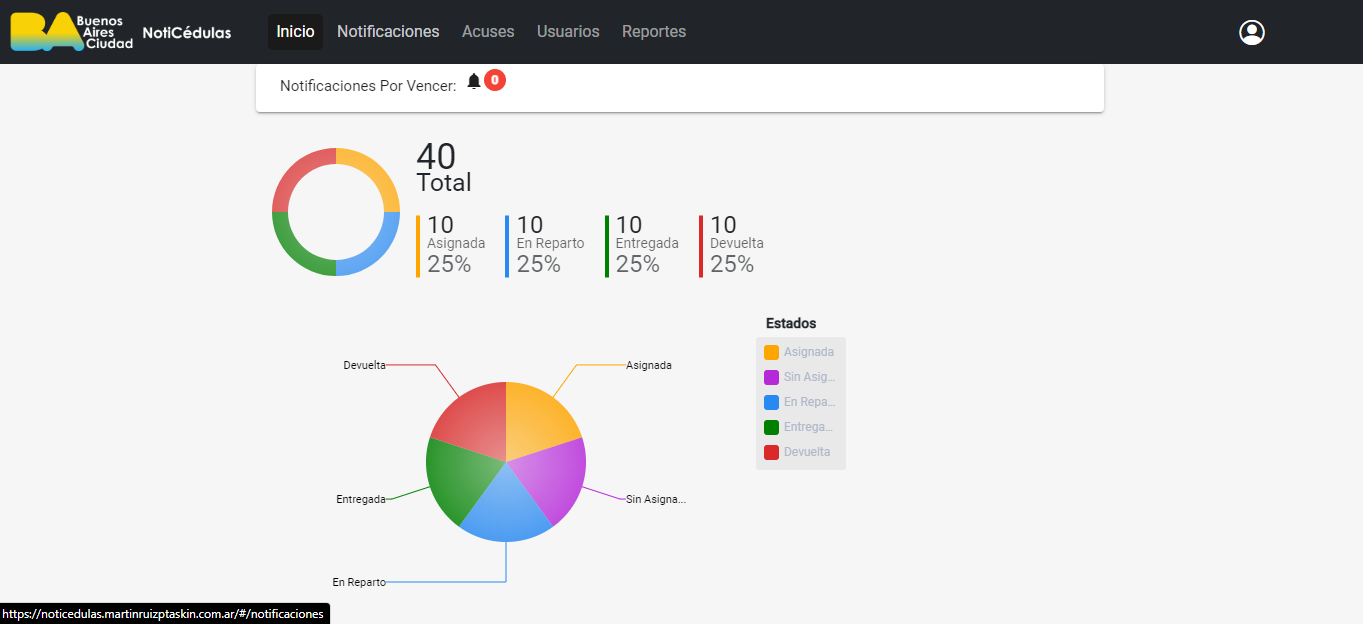 Buenos
Aires
Ciudad
NotiCédulas
Inicio
Notificaciones
Acuses
Usuarios
Reportes
Notificaciones Por Vencer:
0
40
Total
10
Asignada
25%
10
En Reparto
25%
10
Entregada
25%
10
Devuelta
25%
Devuelta
Asignada
Entregada
Sin Asigna...
En Reparto
Estados
Asignada
Sin Asig...
En Repa...
Entrega...
Devuelta
https://noticedulas.martinruizptaskin.com.ar/#/notificaciones